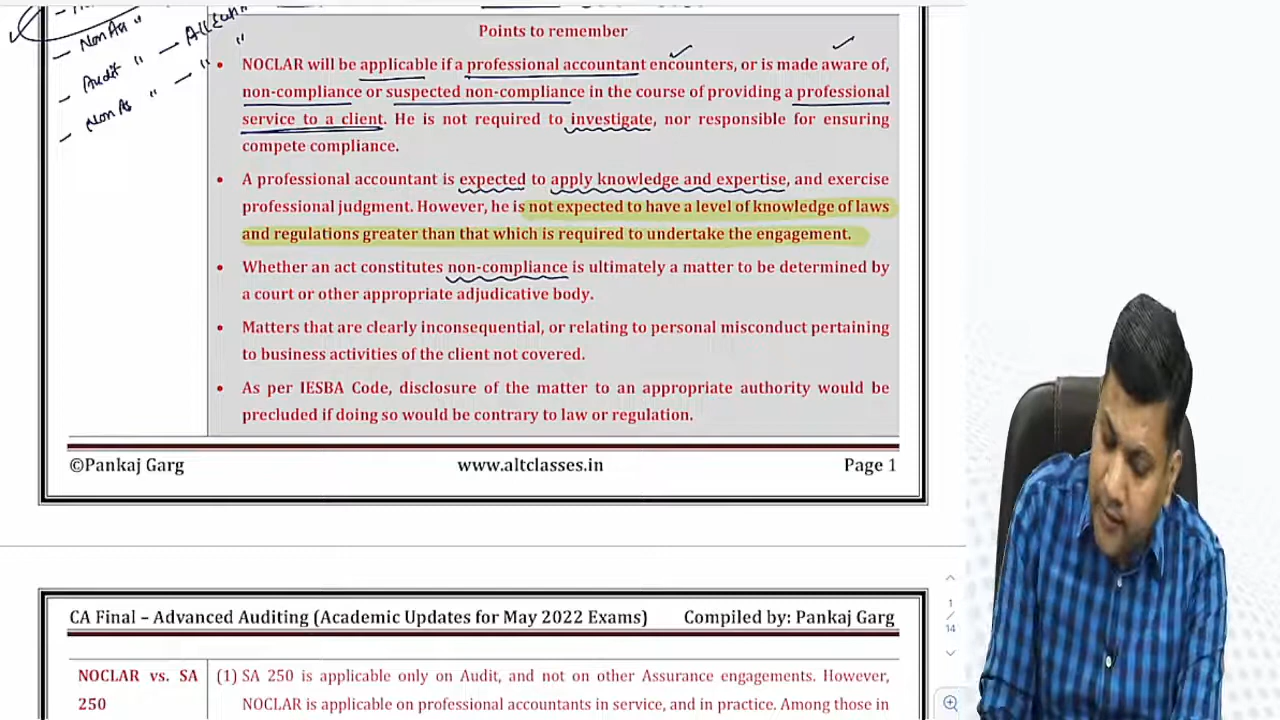 Non Au "
Audit "
Non As "
Points to remember
• NOCLAR will be applicable if a professional accountant encounters, or is made aware of,
non-compliance or suspected non-compliance in the course of providing a professional
service to a client. He is not required to investigate, nor responsible for ensuring
compete compliance.
• A professional accountant is expected to apply knowledge and expertise, and exercise
professional judgment. However, he is not expected to have a level of knowledge of laws
and regulations greater than that which is required to undertake the engagement.
• Whether an act constitutes non-compliance is ultimately a matter to be determined by
a court or other appropriate adjudicative body.
• Matters that are clearly inconsequential, or relating to personal misconduct pertaining
to business activities of the client not covered.
• As per IESBA Code, disclosure of the matter to an appropriate authority would be
precluded if doing so would be contrary to law or regulation.
©Pankaj Garg www.altclasses.in Page 1
1
/
14
CA Final – Advanced Auditing (Academic Updates for May 2022 Exams) Compiled by: Pankaj Garg
NOCLAR vs. SA
250
(1) SA 250 is applicable only on Audit, and not on other Assurance engagements. However,
NOCLAR is applicable on professional accountants in service, and in practice. Among those in